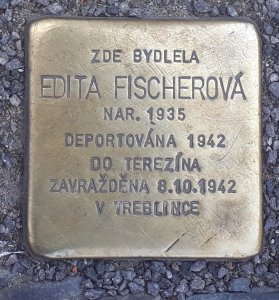 ZDE BYDLELA
EDITA FISCHEROVÁ
NAR. 1935
DEPORTOVÁNA 1942
DO TEREZÍNA
ZAVRAŽDĚNA 8.10.1942
V TREBLINCE